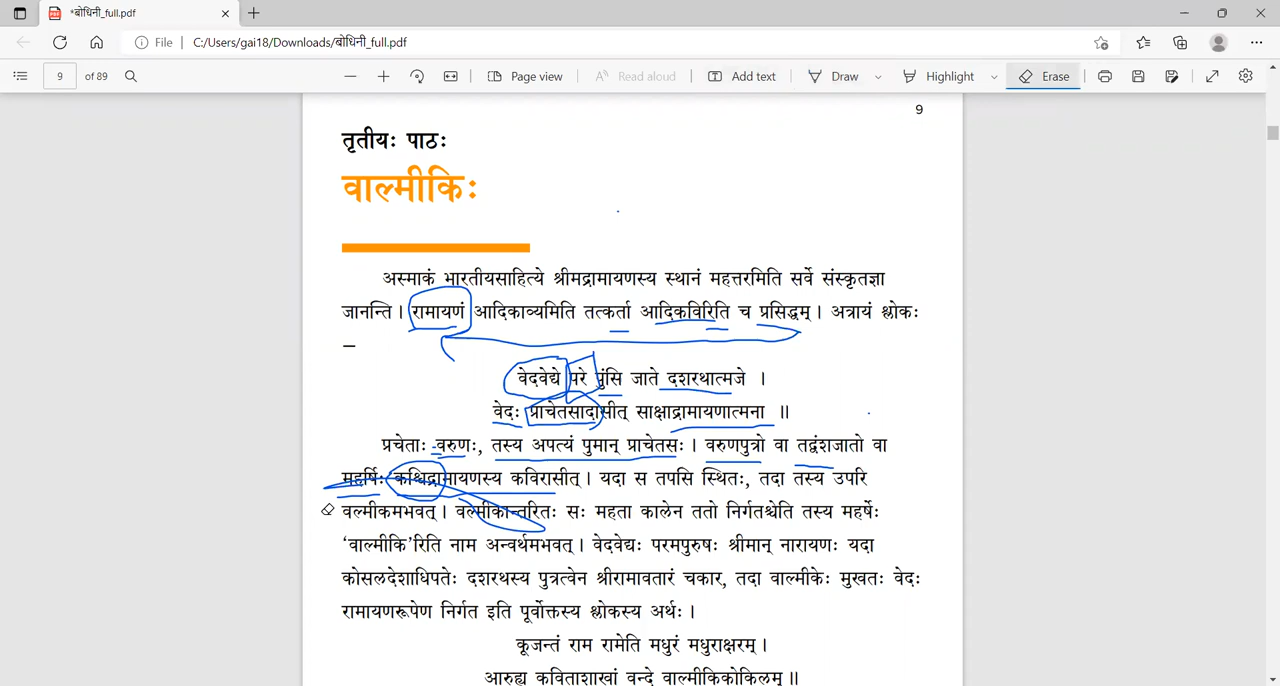 *बोधिनी_full.pdf
File C:/Users/gai18/Downloads/बोधिनी_full.pdf
9 of 89 Page view Read aloud Add text Draw Highlight Erase
9
तृतीयः पाठः
वाल्मीकिः
अस्माकं भारतीयसाहित्ये श्रीमद्रामायणस्य स्थानं महत्तरमिति सर्वे संस्कृतज्ञा
जानन्ति। रामायणं आदिकाव्यमिति तत्कर्ता आदिकविरिति च प्रसिद्धम्। अत्रायं श्लोकः
–
वेदवेद्ये परे पुंसि जाते दशरथात्मजे ।
वेदः प्राचेतसादासीत् साक्षाद्रामायणात्मना ॥
प्रचेताः वरुणः, तस्य अपत्यं पुमान् प्राचेतसः। वरुणपुत्रो वा तद्वंशजातो वा
महर्षिः कश्चिद्रामायणस्य कविरासीत्। यदा स तपसि स्थितः, तदा तस्य उपरि
वल्मीकमभवत्। वल्मीकान्तरितः सः महता कालेन ततो निर्गतश्चेति तस्य महर्षेः
‘वाल्मीकि’रिति नाम अन्वर्थमभवत्। वेदवेद्यः परमपुरुषः श्रीमान् नारायणः यदा
कोसलदेशाधिपतेः दशरथस्य पुत्रत्वेन श्रीरामावतारं चकार, तदा वाल्मीकेः मुखतः वेदः
रामायणरूपेण निर्गत इति पूर्वोक्तस्य श्लोकस्य अर्थः।
कूजन्तं राम रामेति मधुरं मधुराक्षरम्।
आरुह्य कविताशाखां वन्दे वाल्मीकिकोकिलम्॥